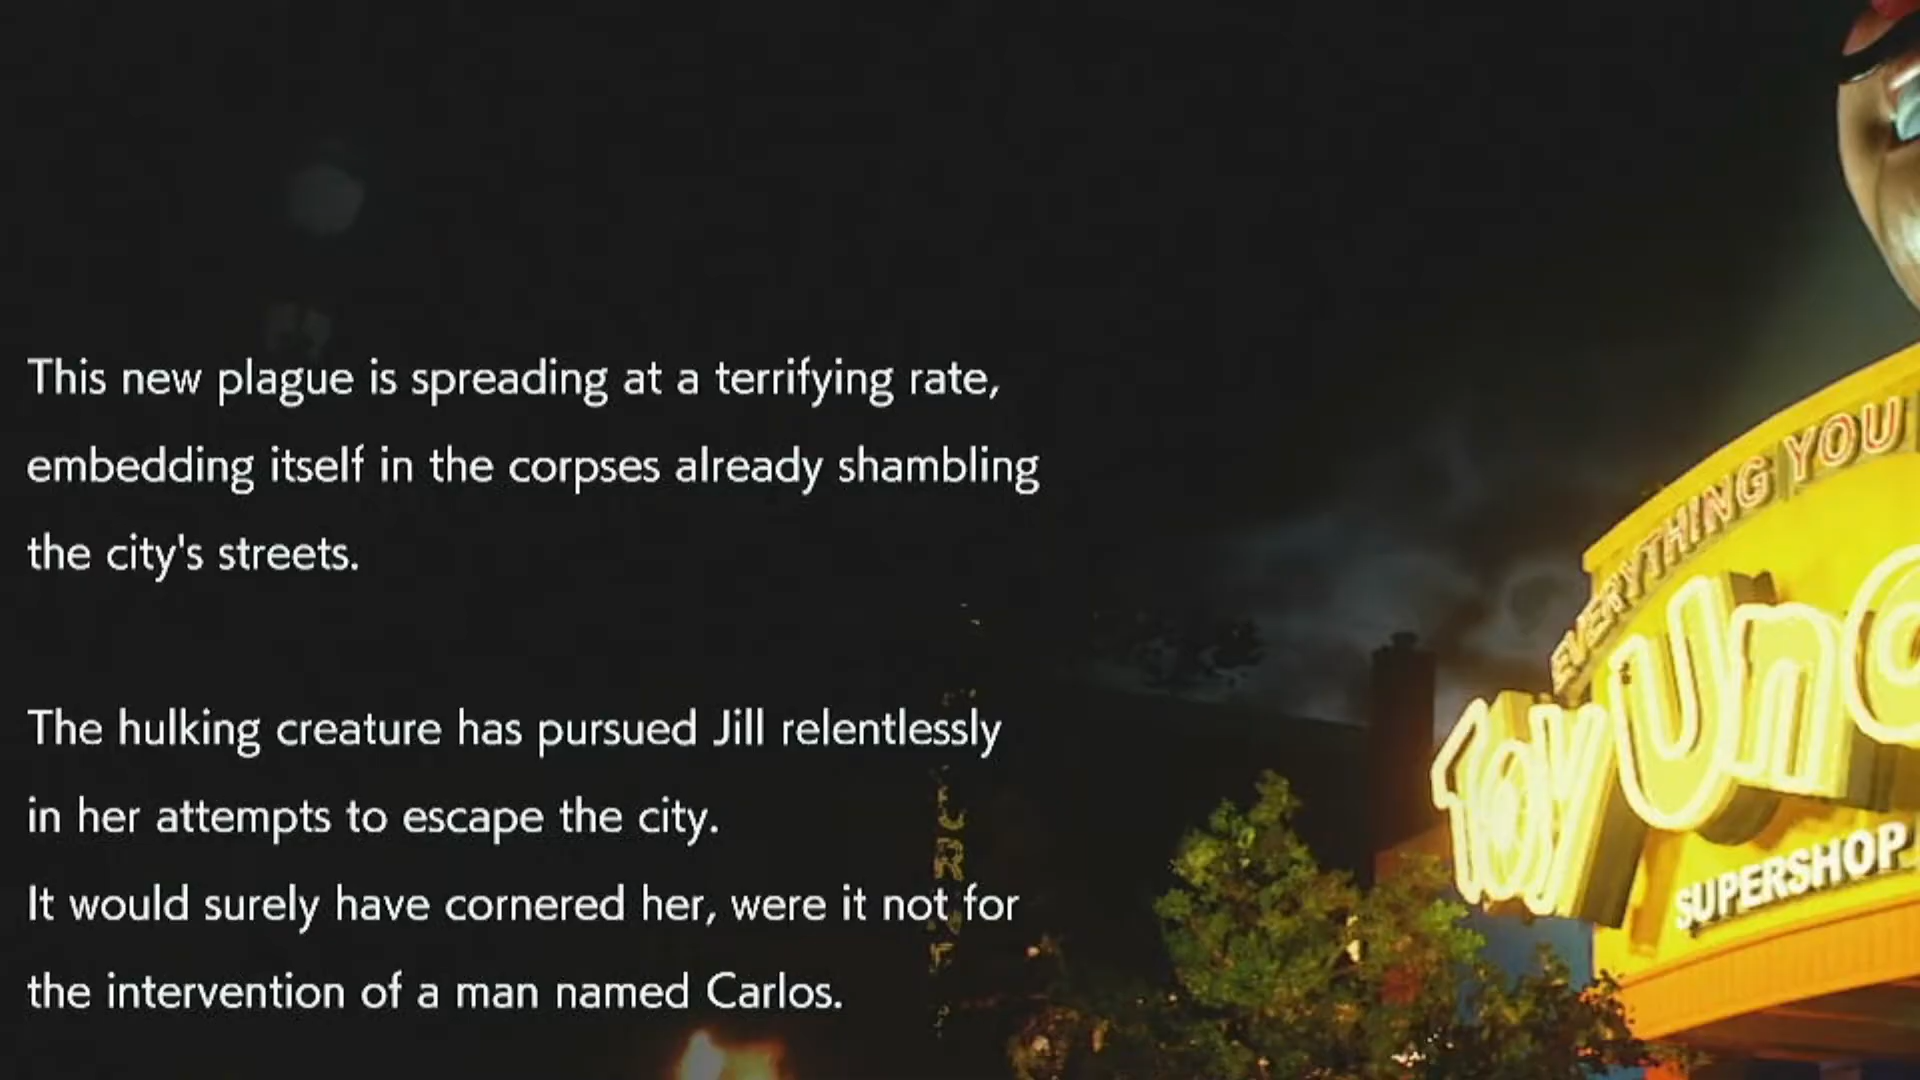 This new plague is spreading at a terrifying rate,
embedding itself in the corpses already shambling
the city's streets.
The hulking creature has pursued Jill relentlessly
in her attempts to escape the city.
It would surely have cornered her, were it not for
the intervention of a man named Carlos.
EVERYTHING YOU
Toy Unc
SUPERSHOP